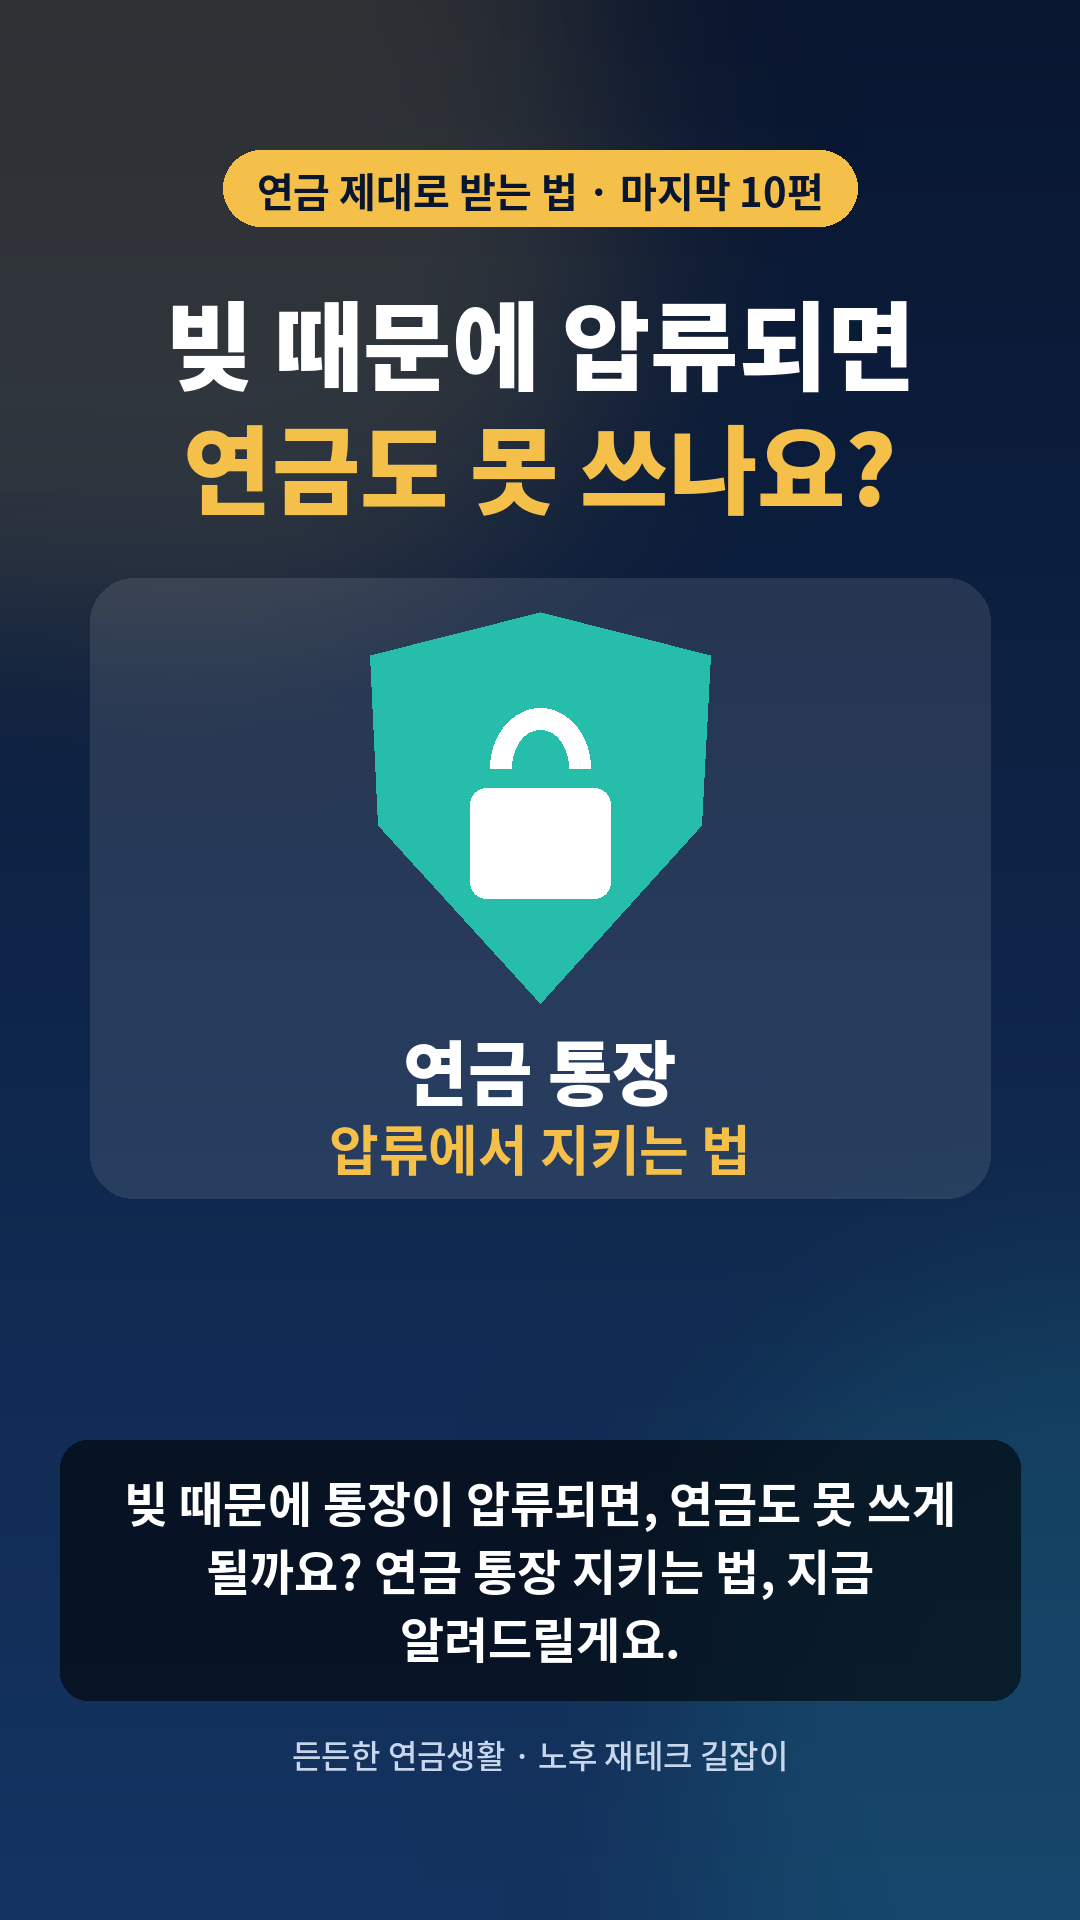 연금 제대로 받는 법 · 마지막 10편
빚 때문에 압류되면
연금도 못 쓰나요?
연금 통장
압류에서 지키는 법
빚 때문에 통장이 압류되면, 연금도 못 쓰게
될까요? 연금 통장 지키는 법, 지금
알려드릴게요.
든든한 연금생활 · 노후 재테크 길잡이